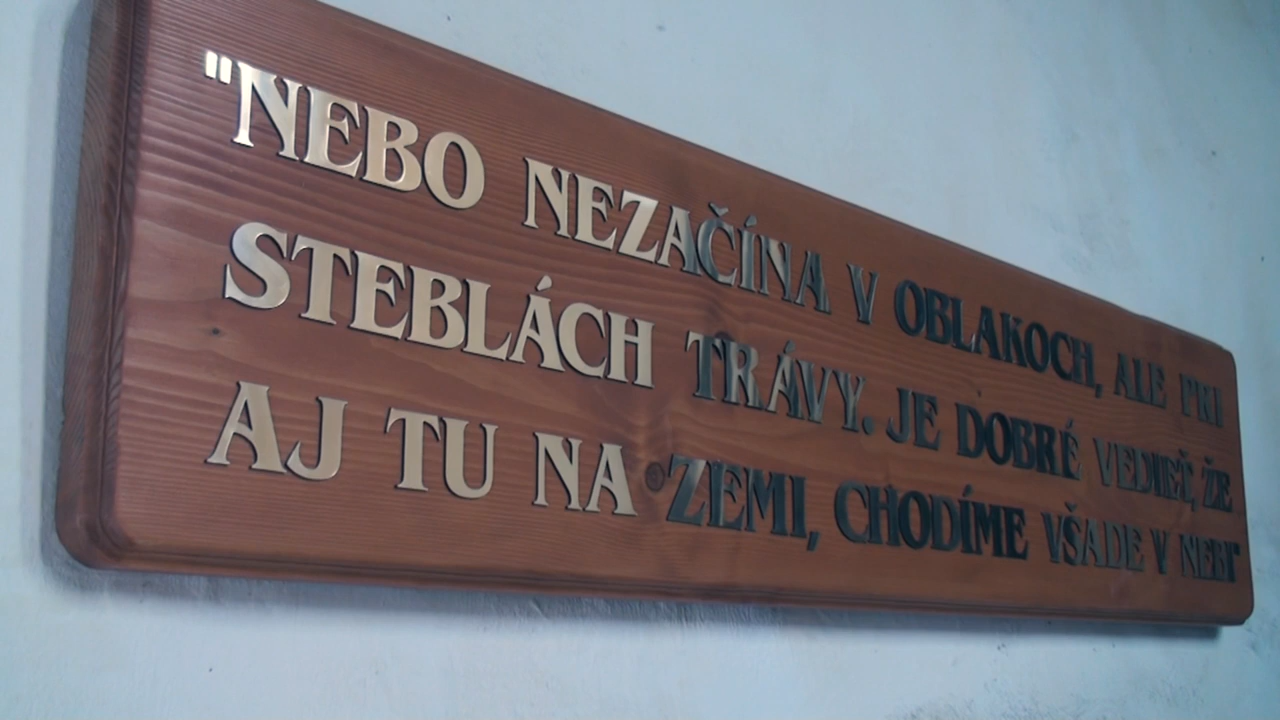 "NEBO NEZAČÍNA V OBLAKOCH, ALE PRI
STEBLÁCH TRÁVY. JE DOBRÉ VEDIEŤ, ŽE
AJ TU NA ZEMI, CHODÍME VŠADE V NEBI"